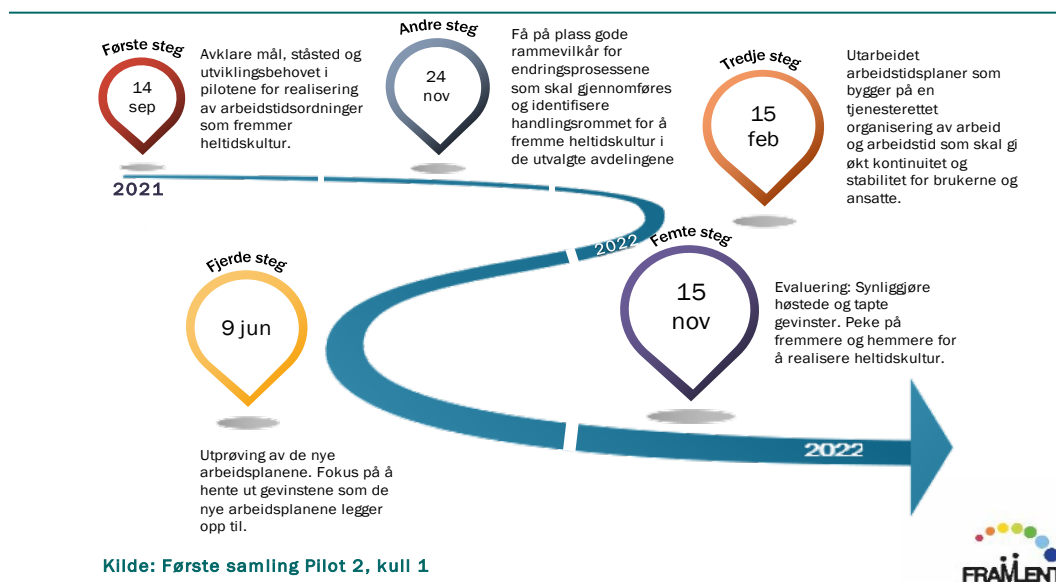 Første steg
14
sep
Avklare mål, ståsted og
utviklingsbehovet i
pilotene for realisering
av arbeidstidsordninger
som fremmer
heltidskultur.
Andre steg
24
nov
Få på plass gode
rammevilkår for
endringsprosessene
som skal gjennomføres
og identifisere
handlingsrommet for å
fremme heltidskultur i
de utvalgte avdelingene
Tredje steg
15
feb
Utarbeidet
arbeidstidsplaner som
bygger på en
tjenesterettet
organisering av arbeid
og arbeidstid som skal gi
økt kontinuitet og
stabilitet for brukerne og
ansatte.
2021
2022
Fjerde steg
9 jun
Utprøving av de nye
arbeidsplanene. Fokus på å
hente ut gevinstene som de
nye arbeidsplanene legger
opp til.
Femte steg
15
nov
Evaluering: Synliggjøre
høstede og tapte
gevinster. Peke på
fremmere og hemmere for
å realisere heltidskultur.
2022
Kilde: Første samling Pilot 2, kull 1